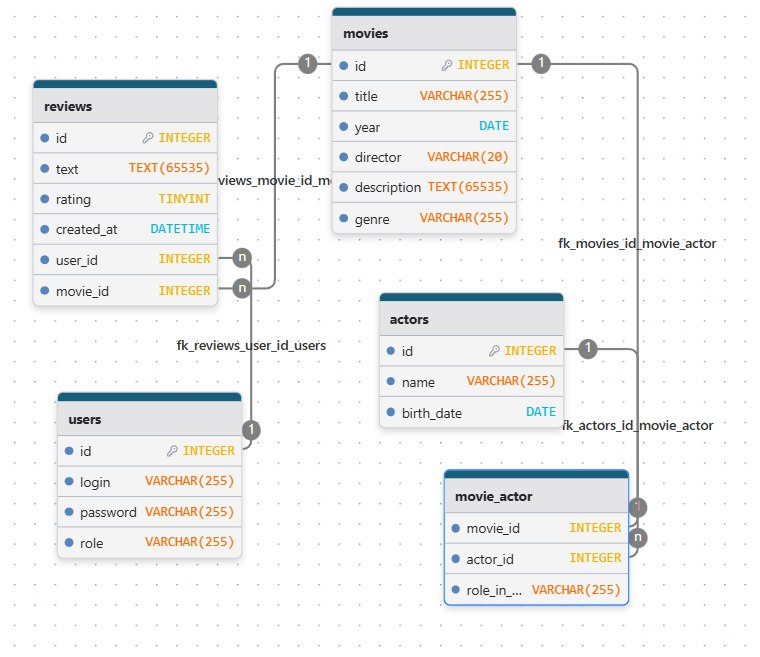 movies
id INTEGER
title VARCHAR(255)
year DATE
director VARCHAR(20)
description TEXT(65535)
genre VARCHAR(255)
1
1
reviews
id INTEGER
text TEXT(65535)
rating TINYINT
created_at DATETIME
user_id INTEGER
movie_id INTEGER
n
n
views_movie_id_m
fk_movies_id_movie_actor
actors
id INTEGER
name VARCHAR(255)
birth_date DATE
1
fk_reviews_user_id_users
users
id INTEGER
login VARCHAR(255)
password VARCHAR(255)
role VARCHAR(255)
1
fk_actors_id_movie_actor
movie_actor
movie_id INTEGER
actor_id INTEGER
role_in_... VARCHAR(255)
1
n